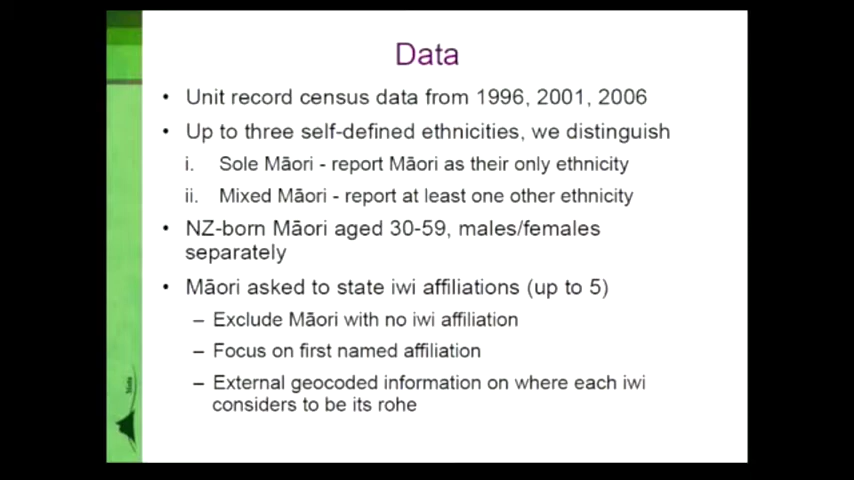 Data
• Unit record census data from 1996, 2001, 2006
• Up to three self-defined ethnicities, we distinguish
i. Sole Māori - report Māori as their only ethnicity
ii. Mixed Māori - report at least one other ethnicity
• NZ-born Māori aged 30-59, males/females
separately
• Māori asked to state iwi affiliations (up to 5)
– Exclude Māori with no iwi affiliation
– Focus on first named affiliation
– External geocoded information on where each iwi
considers to be its rohe